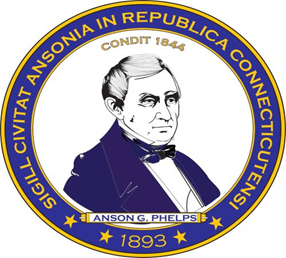 SIGILL CIVITAT ANSONIA IN REPUBLICA CONNECTICUTENSI
CONDIT 1844
ANSON G. PHELPS
1893